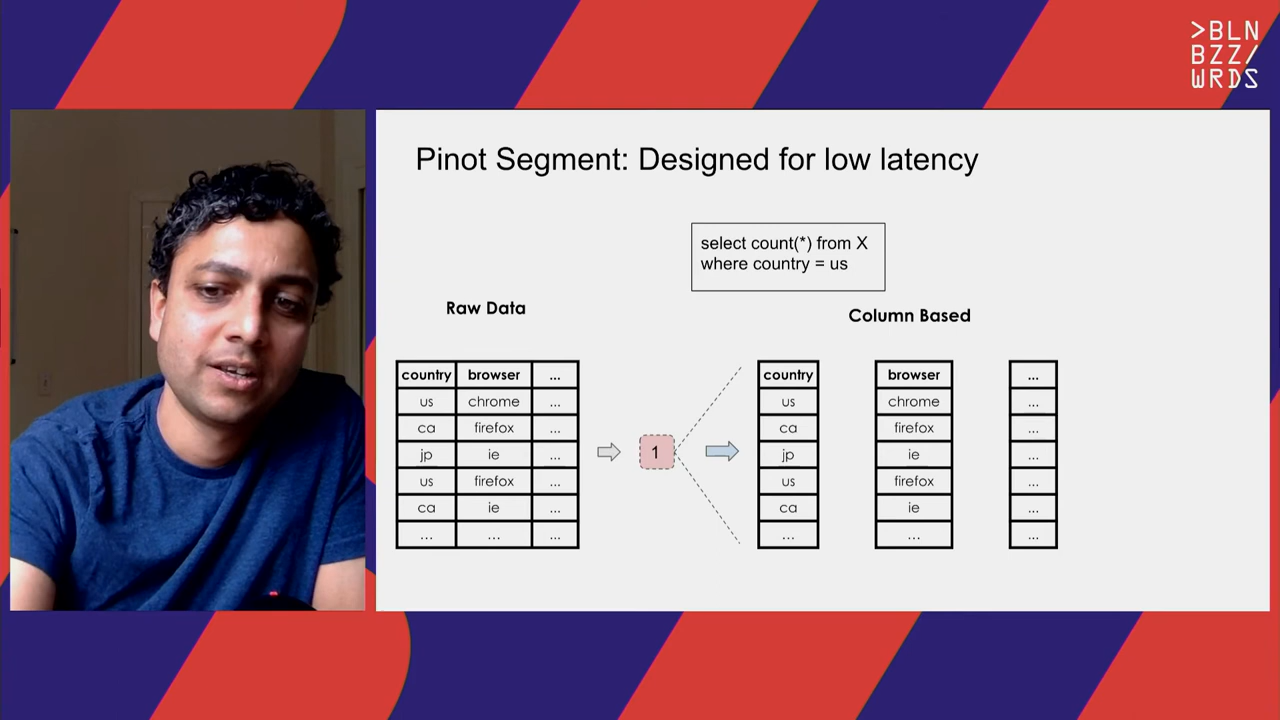 >BLN
BZZ/
WRDS
Pinot Segment: Designed for low latency
select count(*) from X
where country = us
Raw Data
Column Based
country browser ...
us chrome ...
ca firefox ...
jp ie ...
us firefox ...
ca ie ...
... ... ...
1
country browser ...
us chrome ...
ca firefox ...
jp ie ...
us firefox ...
ca ie ...
... ... ...